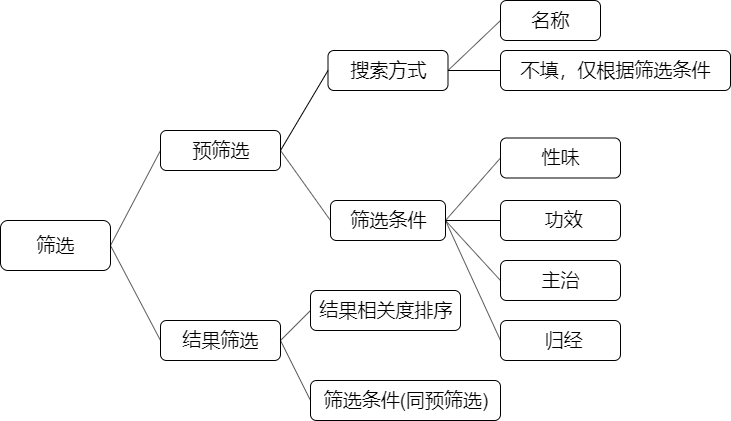 筛选
预筛选
搜索方式
名称
不填，仅根据筛选条件
筛选条件
性味
功效
主治
归经
结果筛选
结果相关度排序
筛选条件(同预筛选)